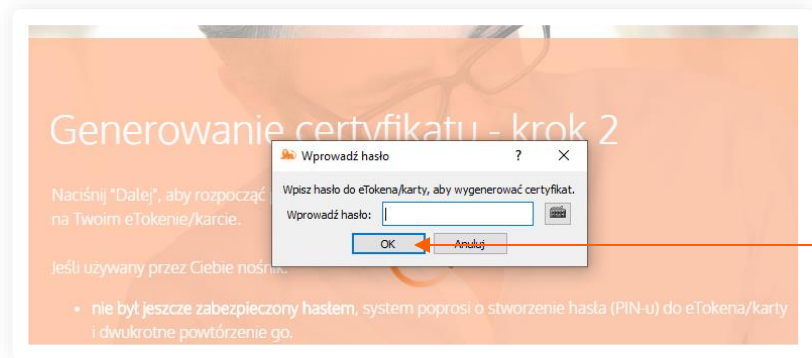 Generowanie certyfikatu - krok 2
Wprowadź hasło ? X
Wpisz hasło do eTokena/karty, aby wygenerować certyfikat.
Wprowadź hasło:
OK Anuluj
Naciśnij "Dalej", aby rozpocząć
na Twoim eTokenie/karcie.
Jeśli używany przez Ciebie nośnik:
• nie był jeszcze zabezpieczony hasłem, system poprosi o stworzenie hasła (PIN-u) do eTokena/karty
i dwukrotne powtórzenie go.